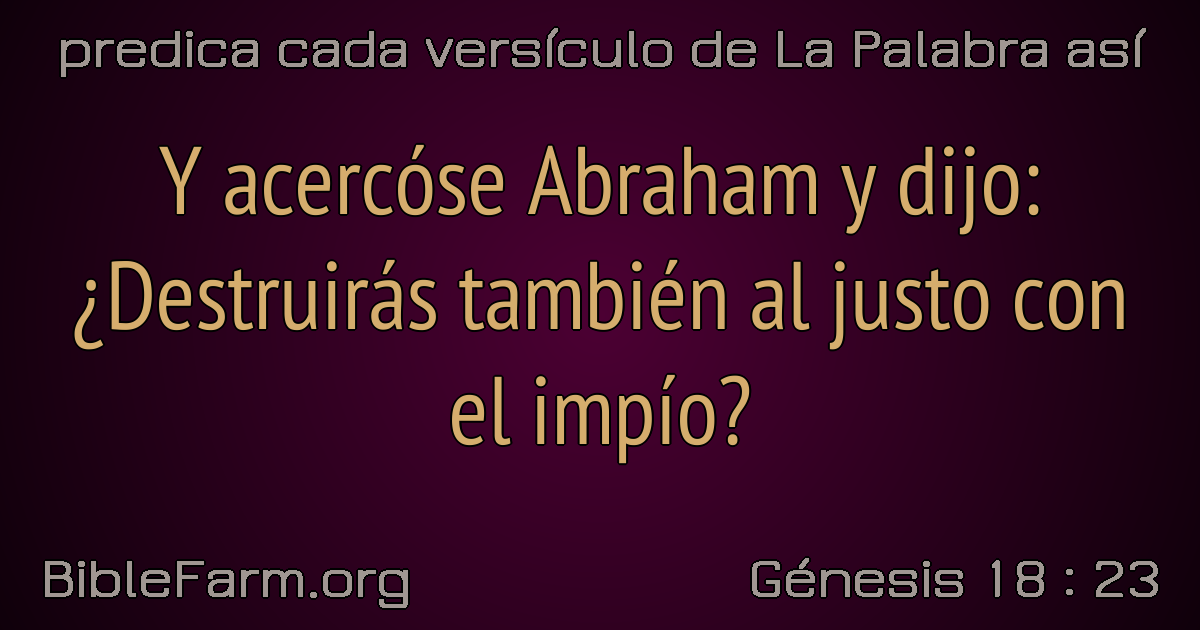 predica cada versículo de La Palabra así
Y acercóse Abraham y dijo:
¿Destruirás también al justo con
el impío?
BibleFarm.org
Génesis 18 : 23